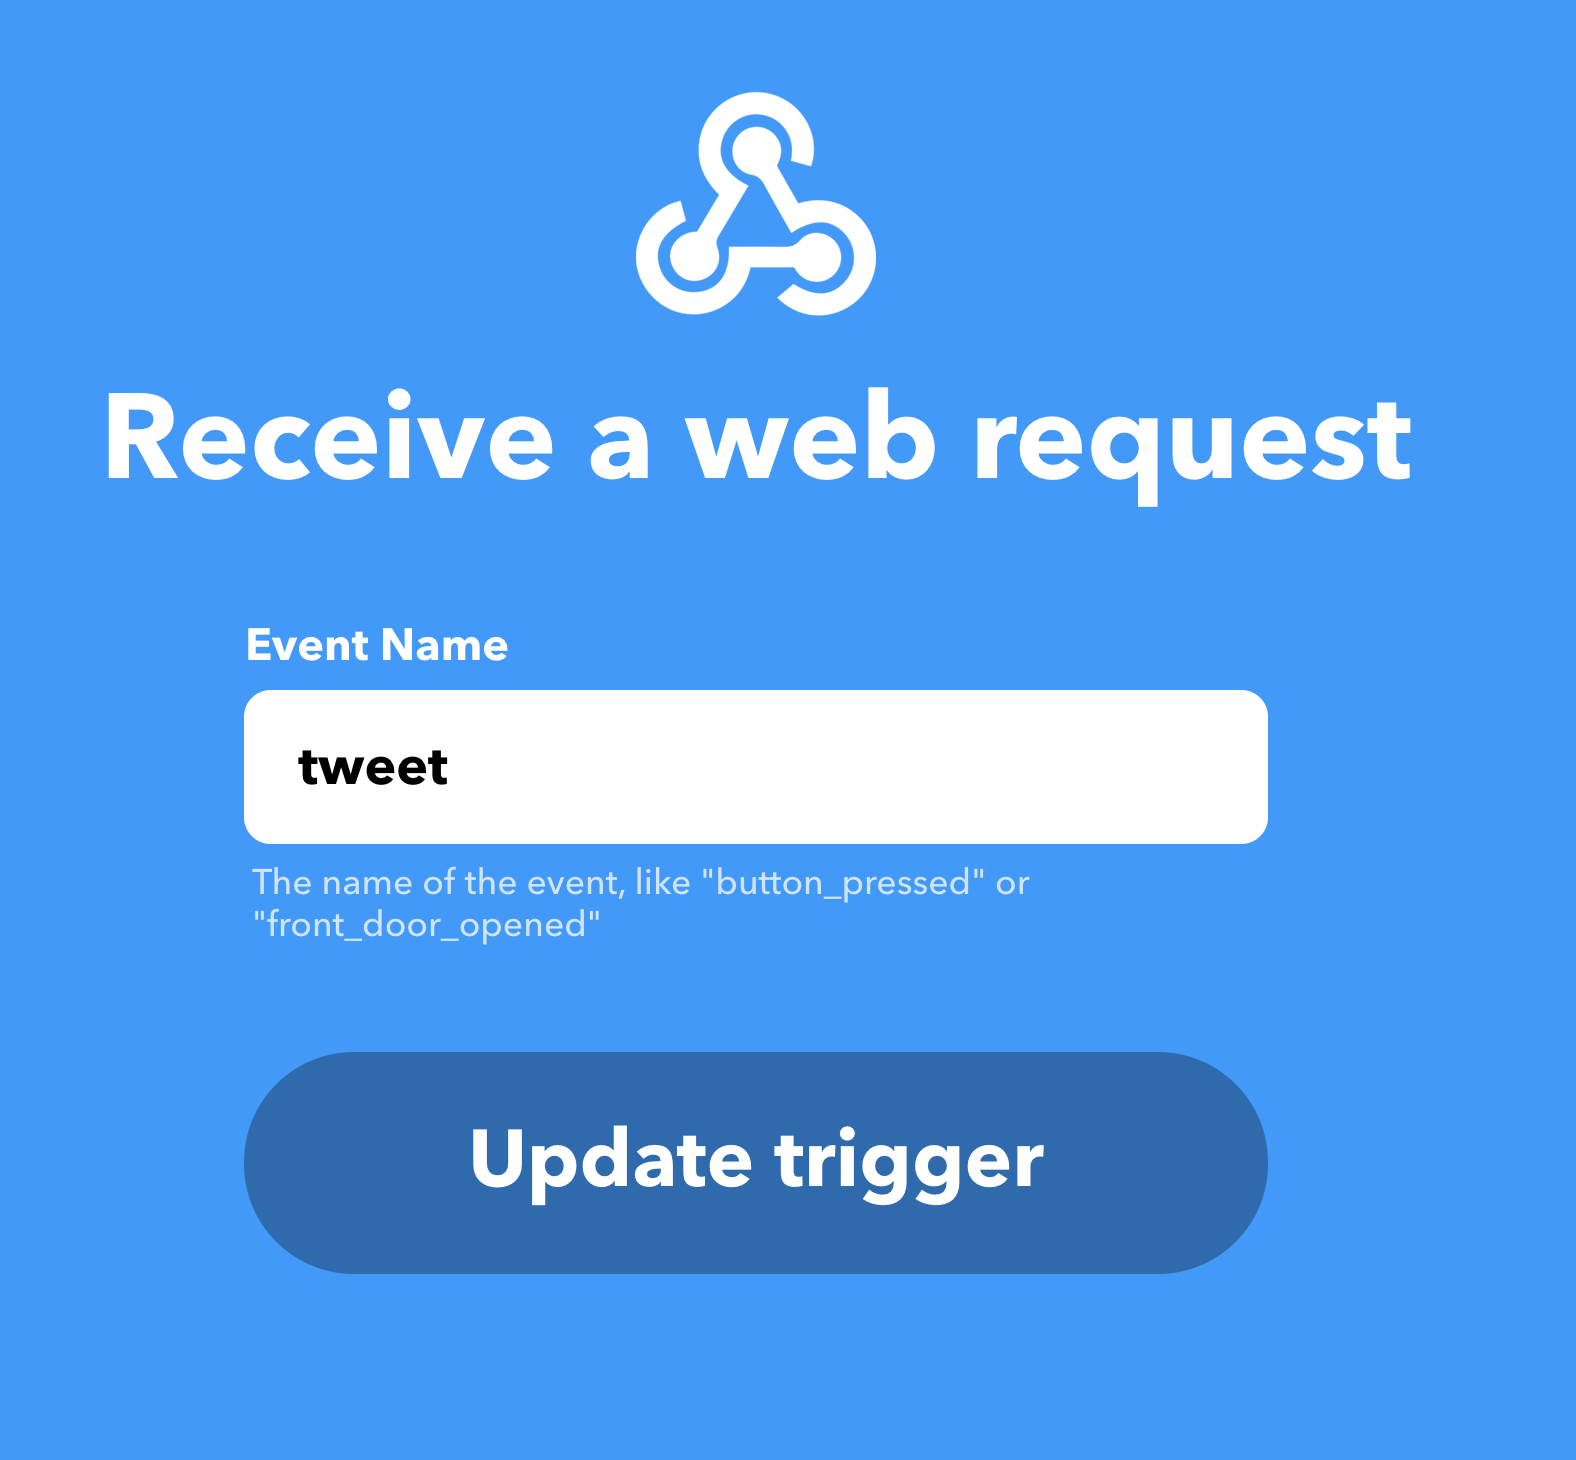 Receive a web request
Event Name
tweet
The name of the event, like "button_pressed" or
"front_door_opened"
Update trigger